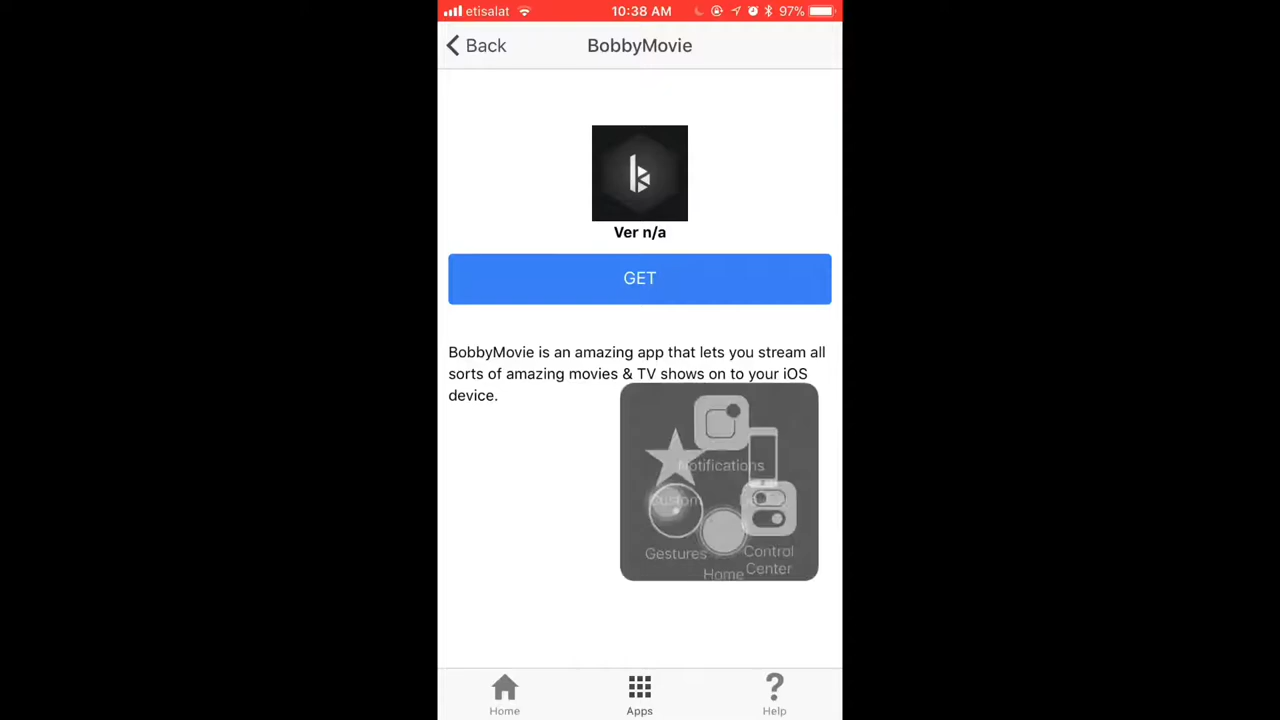 etisalat 10:38 AM 97%
Back BobbyMovie
Ver n/a
GET
BobbyMovie is an amazing app that lets you stream all
sorts of amazing movies & TV shows on to your iOS
device.
Notifications
Custom
Gestures
Control
Center
Home
Home Apps Help